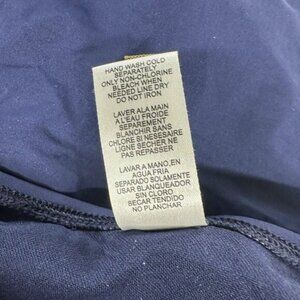 HAND WASH COLD
SEPARATELY
ONLY NON-CHLORINE
BLEACH WHEN
NEEDED LINE DRY
DO NOT IRON
LAVER ALA MAIN
A L'EAU FROIDE
SEPAREMENT
BLANCHIR SANS
CLORE SI NESESAIRE
LIGNE SECHER NE
PAS REPASSER
LAVAR A MANO, EN
AGUA FRIA
SEPARADO SOLAMENTE
USAR BLANQUEADOR
SIN CLORO
SECAR TENDIDO
NO PLANCHAR